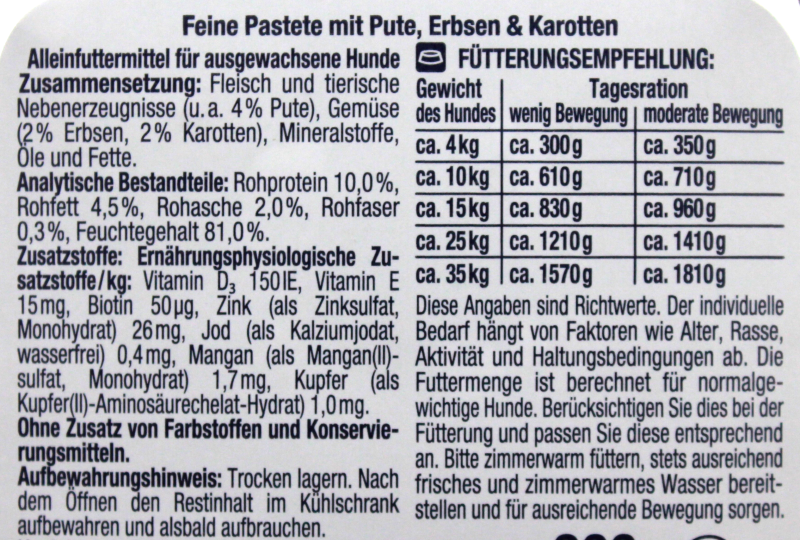 Feine Pastete mit Pute, Erbsen & Karotten
Alleinfuttermittel für ausgewachsene Hunde
Zusammensetzung: Fleisch und tierische
Nebenerzeugnisse (u.a. 4% Pute), Gemüse
(2% Erbsen, 2% Karotten), Mineralstoffe,
Öle und Fette.
Analytische Bestandteile: Rohprotein 10,0%,
Rohfett 4,5%, Rohasche 2,0%, Rohfaser
0,3%, Feuchtegehalt 81,0%.
Zusatzstoffe: Ernährungsphysiologische Zu-
satzstoffe/kg: Vitamin D₃ 150IE, Vitamin E
15mg, Biotin 50µg, Zink (als Zinksulfat,
Monohydrat) 26mg, Jod (als Kalziumjodat,
wasserfrei) 0,4mg, Mangan (als Mangan(II)-
sulfat, Monohydrat) 1,7mg, Kupfer (als
Kupfer(II)-Aminosäurechelat-Hydrat) 1,0mg.
Ohne Zusatz von Farbstoffen und Konservie-
rungsmitteln.
Aufbewahrungshinweis: Trocken lagern. Nach
dem Öffnen den Restinhalt im Kühlschrank
aufbewahren und alsbald aufbrauchen.
FÜTTERUNGSEMPFEHLUNG:
Gewicht Tagesration
des Hundes wenig Bewegung moderate Bewegung
ca. 4kg ca. 300g ca. 350g
ca. 10kg ca. 610g ca. 710g
ca. 15kg ca. 830g ca. 960g
ca. 25kg ca. 1210g ca. 1410g
ca. 35kg ca. 1570g ca. 1810g
Diese Angaben sind Richtwerte. Der individuelle
Bedarf hängt von Faktoren wie Alter, Rasse,
Aktivität und Haltungsbedingungen ab. Die
Futtermenge ist berechnet für normalge-
wichtige Hunde. Berücksichtigen Sie dies bei der
Fütterung und passen Sie diese entsprechend
an. Bitte zimmerwarm füttern, stets ausreichend
frisches und zimmerwarmes Wasser bereit-
stellen und für ausreichende Bewegung sorgen.